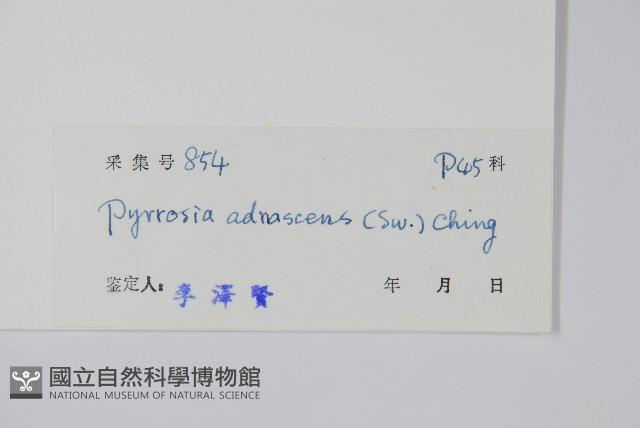 采集号 854 P45 科
Pyrrosia adnascens (Sw.) Ching
鉴定人: 李澤賢 年 月 日
國立自然科學博物館
NATIONAL MUSEUM OF NATURAL SCIENCE